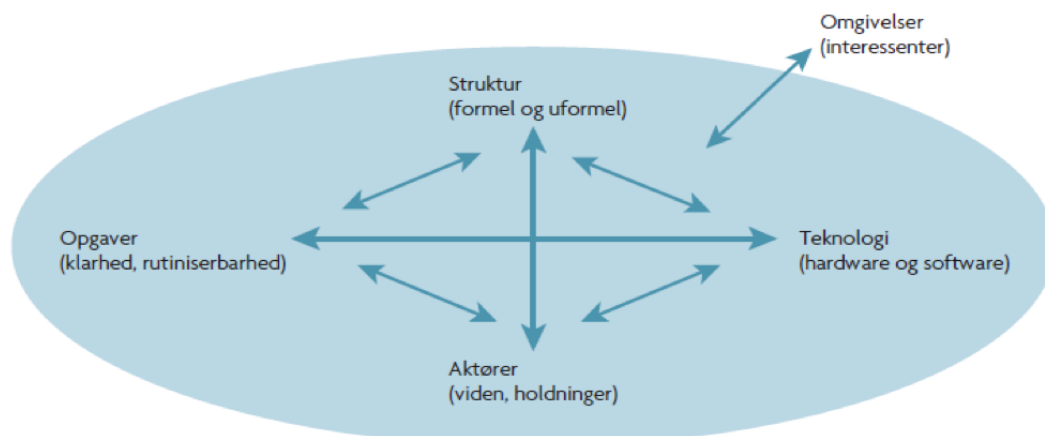 Omgivelser
(interessenter)
Struktur
(formel og uformel)
Opgaver
(klarhed, rutiniserbarhed)
Teknologi
(hardware og software)
Aktører
(viden, holdninger)